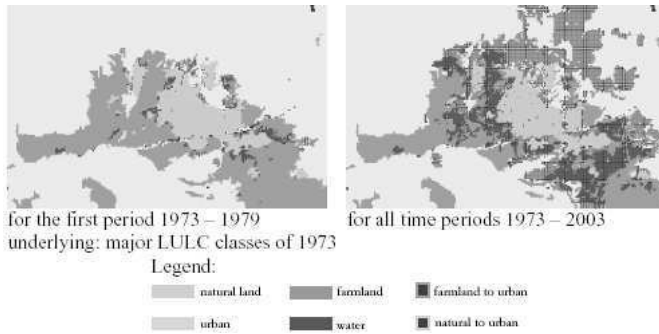 for the first period 1973 – 1979
underlying: major LULC classes of 1973
for all time periods 1973 – 2003
Legend:
natural land
farmland
farmland to urban
urban
water
natural to urban